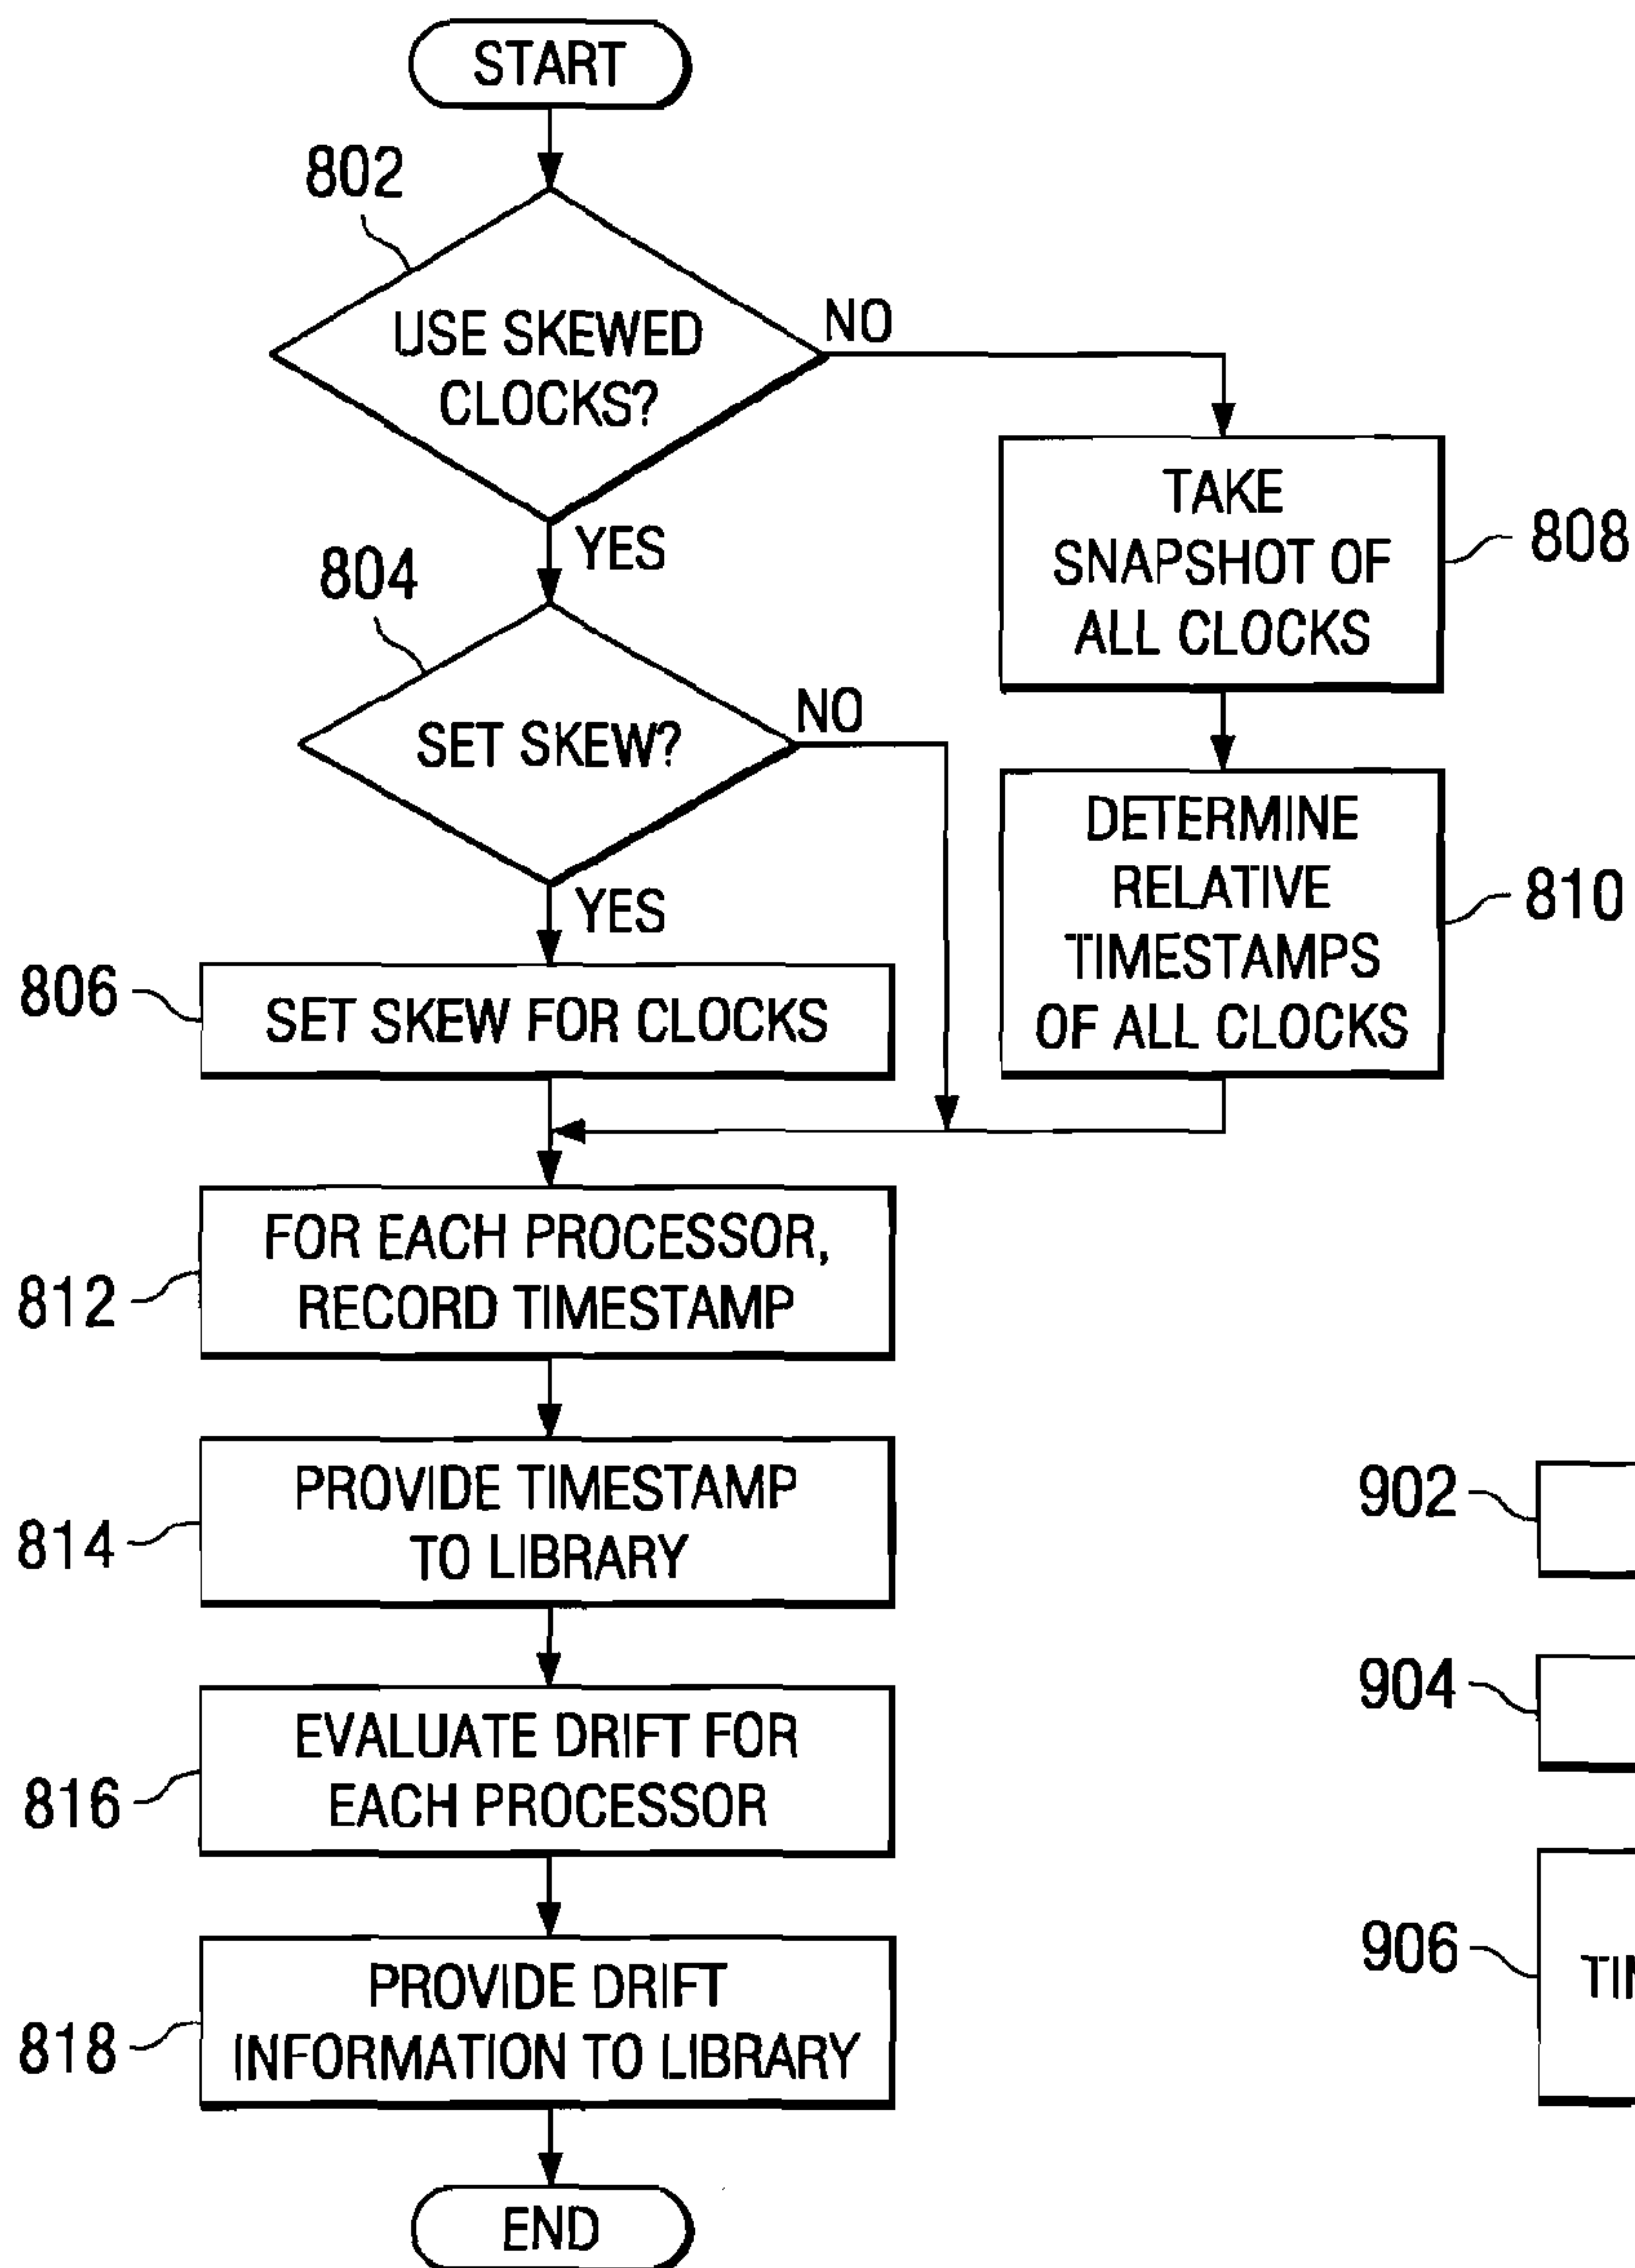 START
802
USE SKEWED
CLOCKS?
NO
YES
804
SET SKEW?
NO
YES
806
SET SKEW FOR CLOCKS
TAKE
SNAPSHOT OF
ALL CLOCKS
808
DETERMINE
RELATIVE
TIMESTAMPS
OF ALL CLOCKS
810
FOR EACH PROCESSOR,
RECORD TIMESTAMP
812
PROVIDE TIMESTAMP
TO LIBRARY
814
EVALUATE DRIFT FOR
EACH PROCESSOR
816
PROVIDE DRIFT
INFORMATION TO LIBRARY
818
END
902
904
906